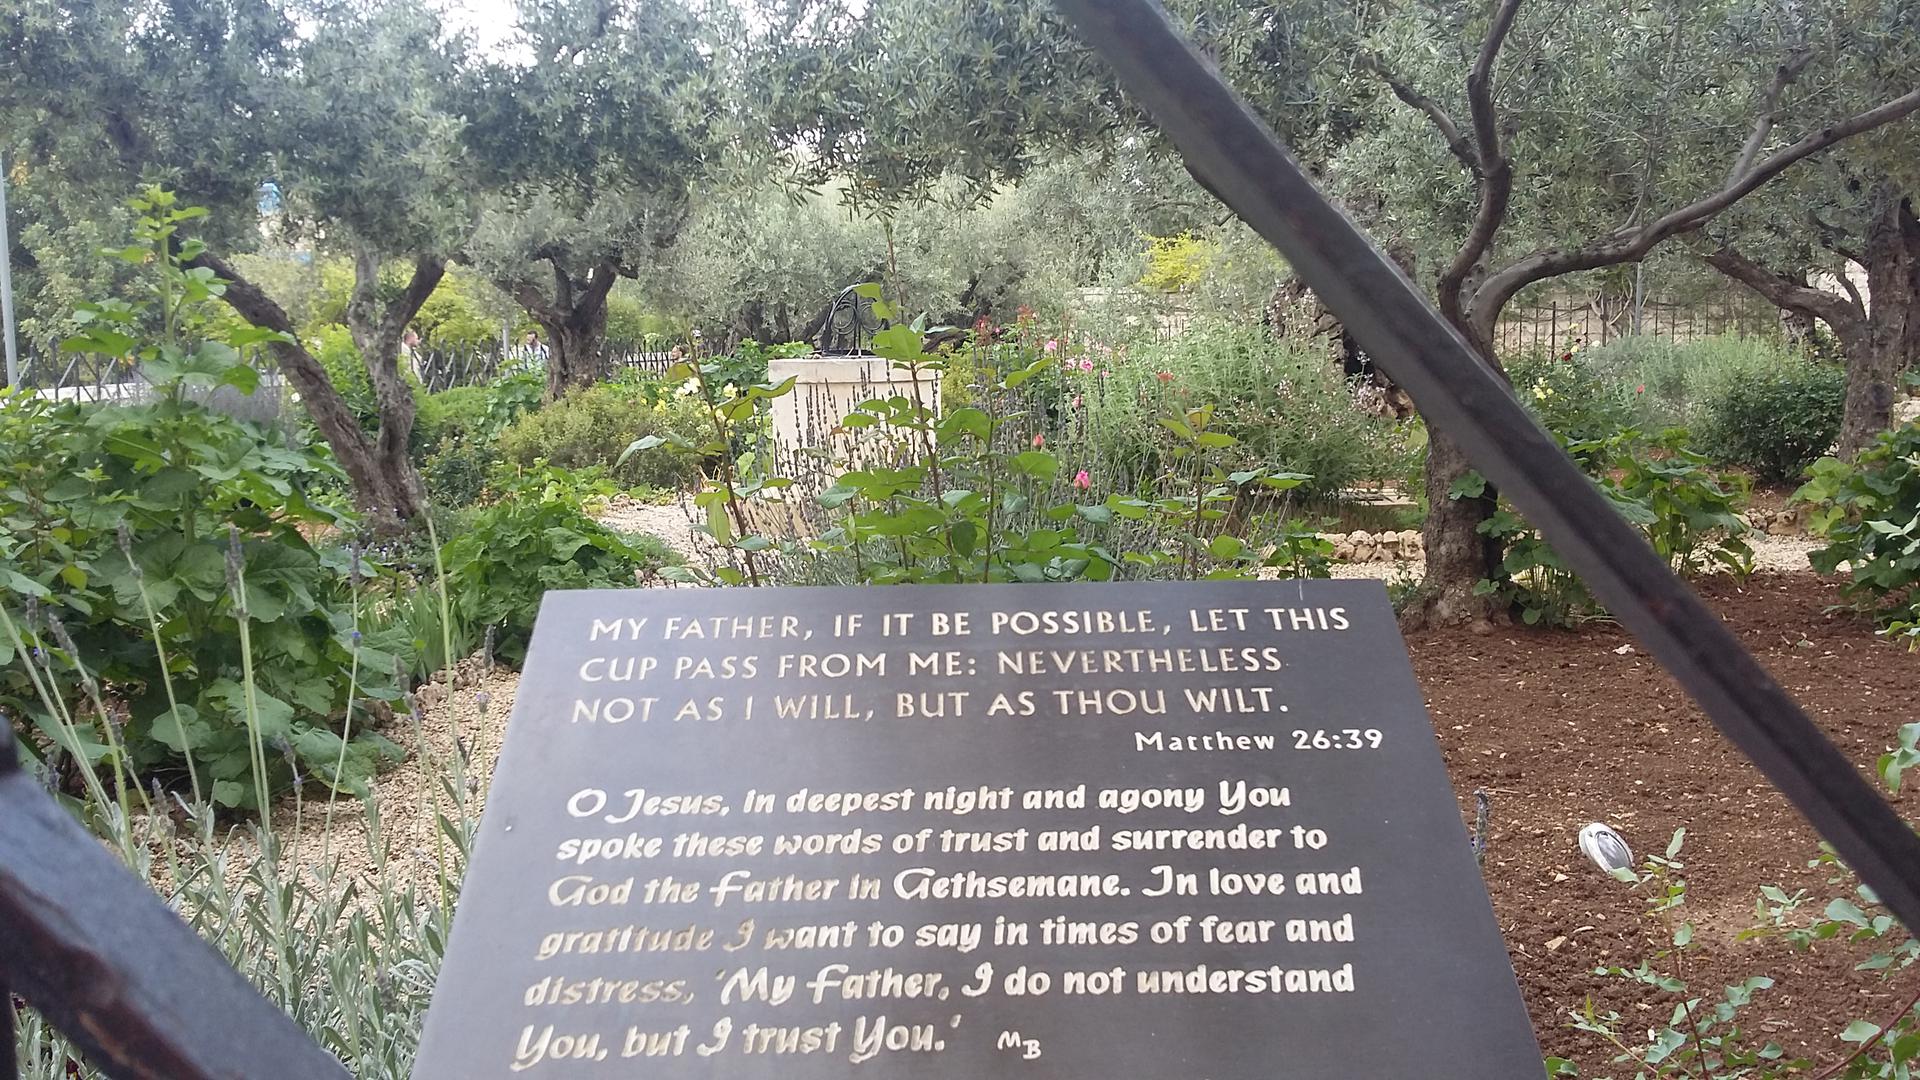 MY FATHER, IF IT BE POSSIBLE, LET THIS
CUP PASS FROM ME: NEVERTHELESS
NOT AS I WILL, BUT AS THOU WILT.
Matthew 26:39
O Jesus, in deepest night and agony You
spoke these words of trust and surrender to
God the Father in Gethsemane. In love and
gratitude I want to say in times of fear and
distress, 'My Father, I do not understand
You, but I trust You.' MB